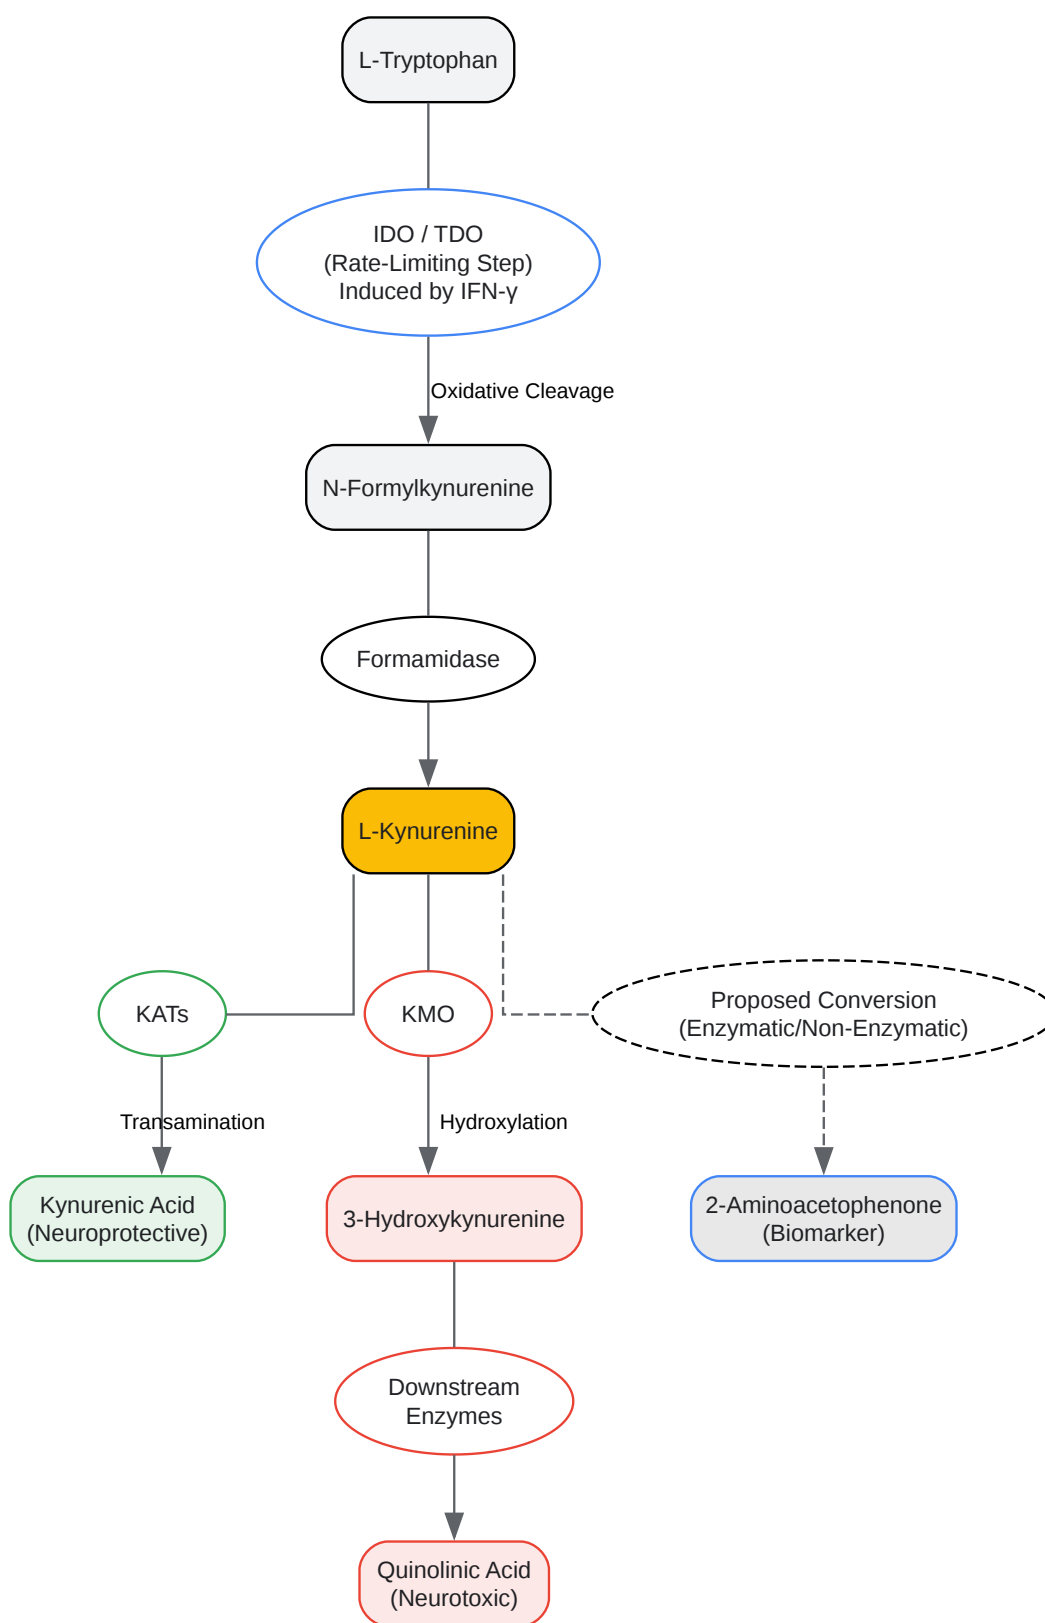 L-Tryptophan
IDO / TDO
(Rate-Limiting Step)
Induced by IFN-γ
Oxidative Cleavage
N-Formylkynurenine
Formamidase
L-Kynurenine
KATs
KMO
Proposed Conversion
(Enzymatic/Non-Enzymatic)
Transamination
Hydroxylation
Kynurenic Acid
(Neuroprotective)
3-Hydroxykynurenine
2-Aminoacetophenone
(Biomarker)
Downstream
Enzymes
Quinolinic Acid
(Neurotoxic)